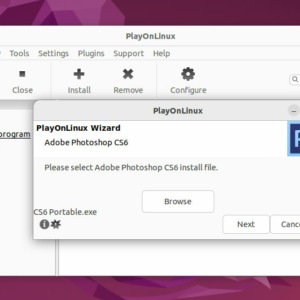 PlayOnLinux
Tools Settings Plugins Support Help
Close Install Remove Configure
program
PlayOnLinux
PlayOnLinux Wizard
Adobe Photoshop CS6
Please select Adobe Photoshop CS6 install file.
Browse
CS6 Portable.exe
Next Cancel